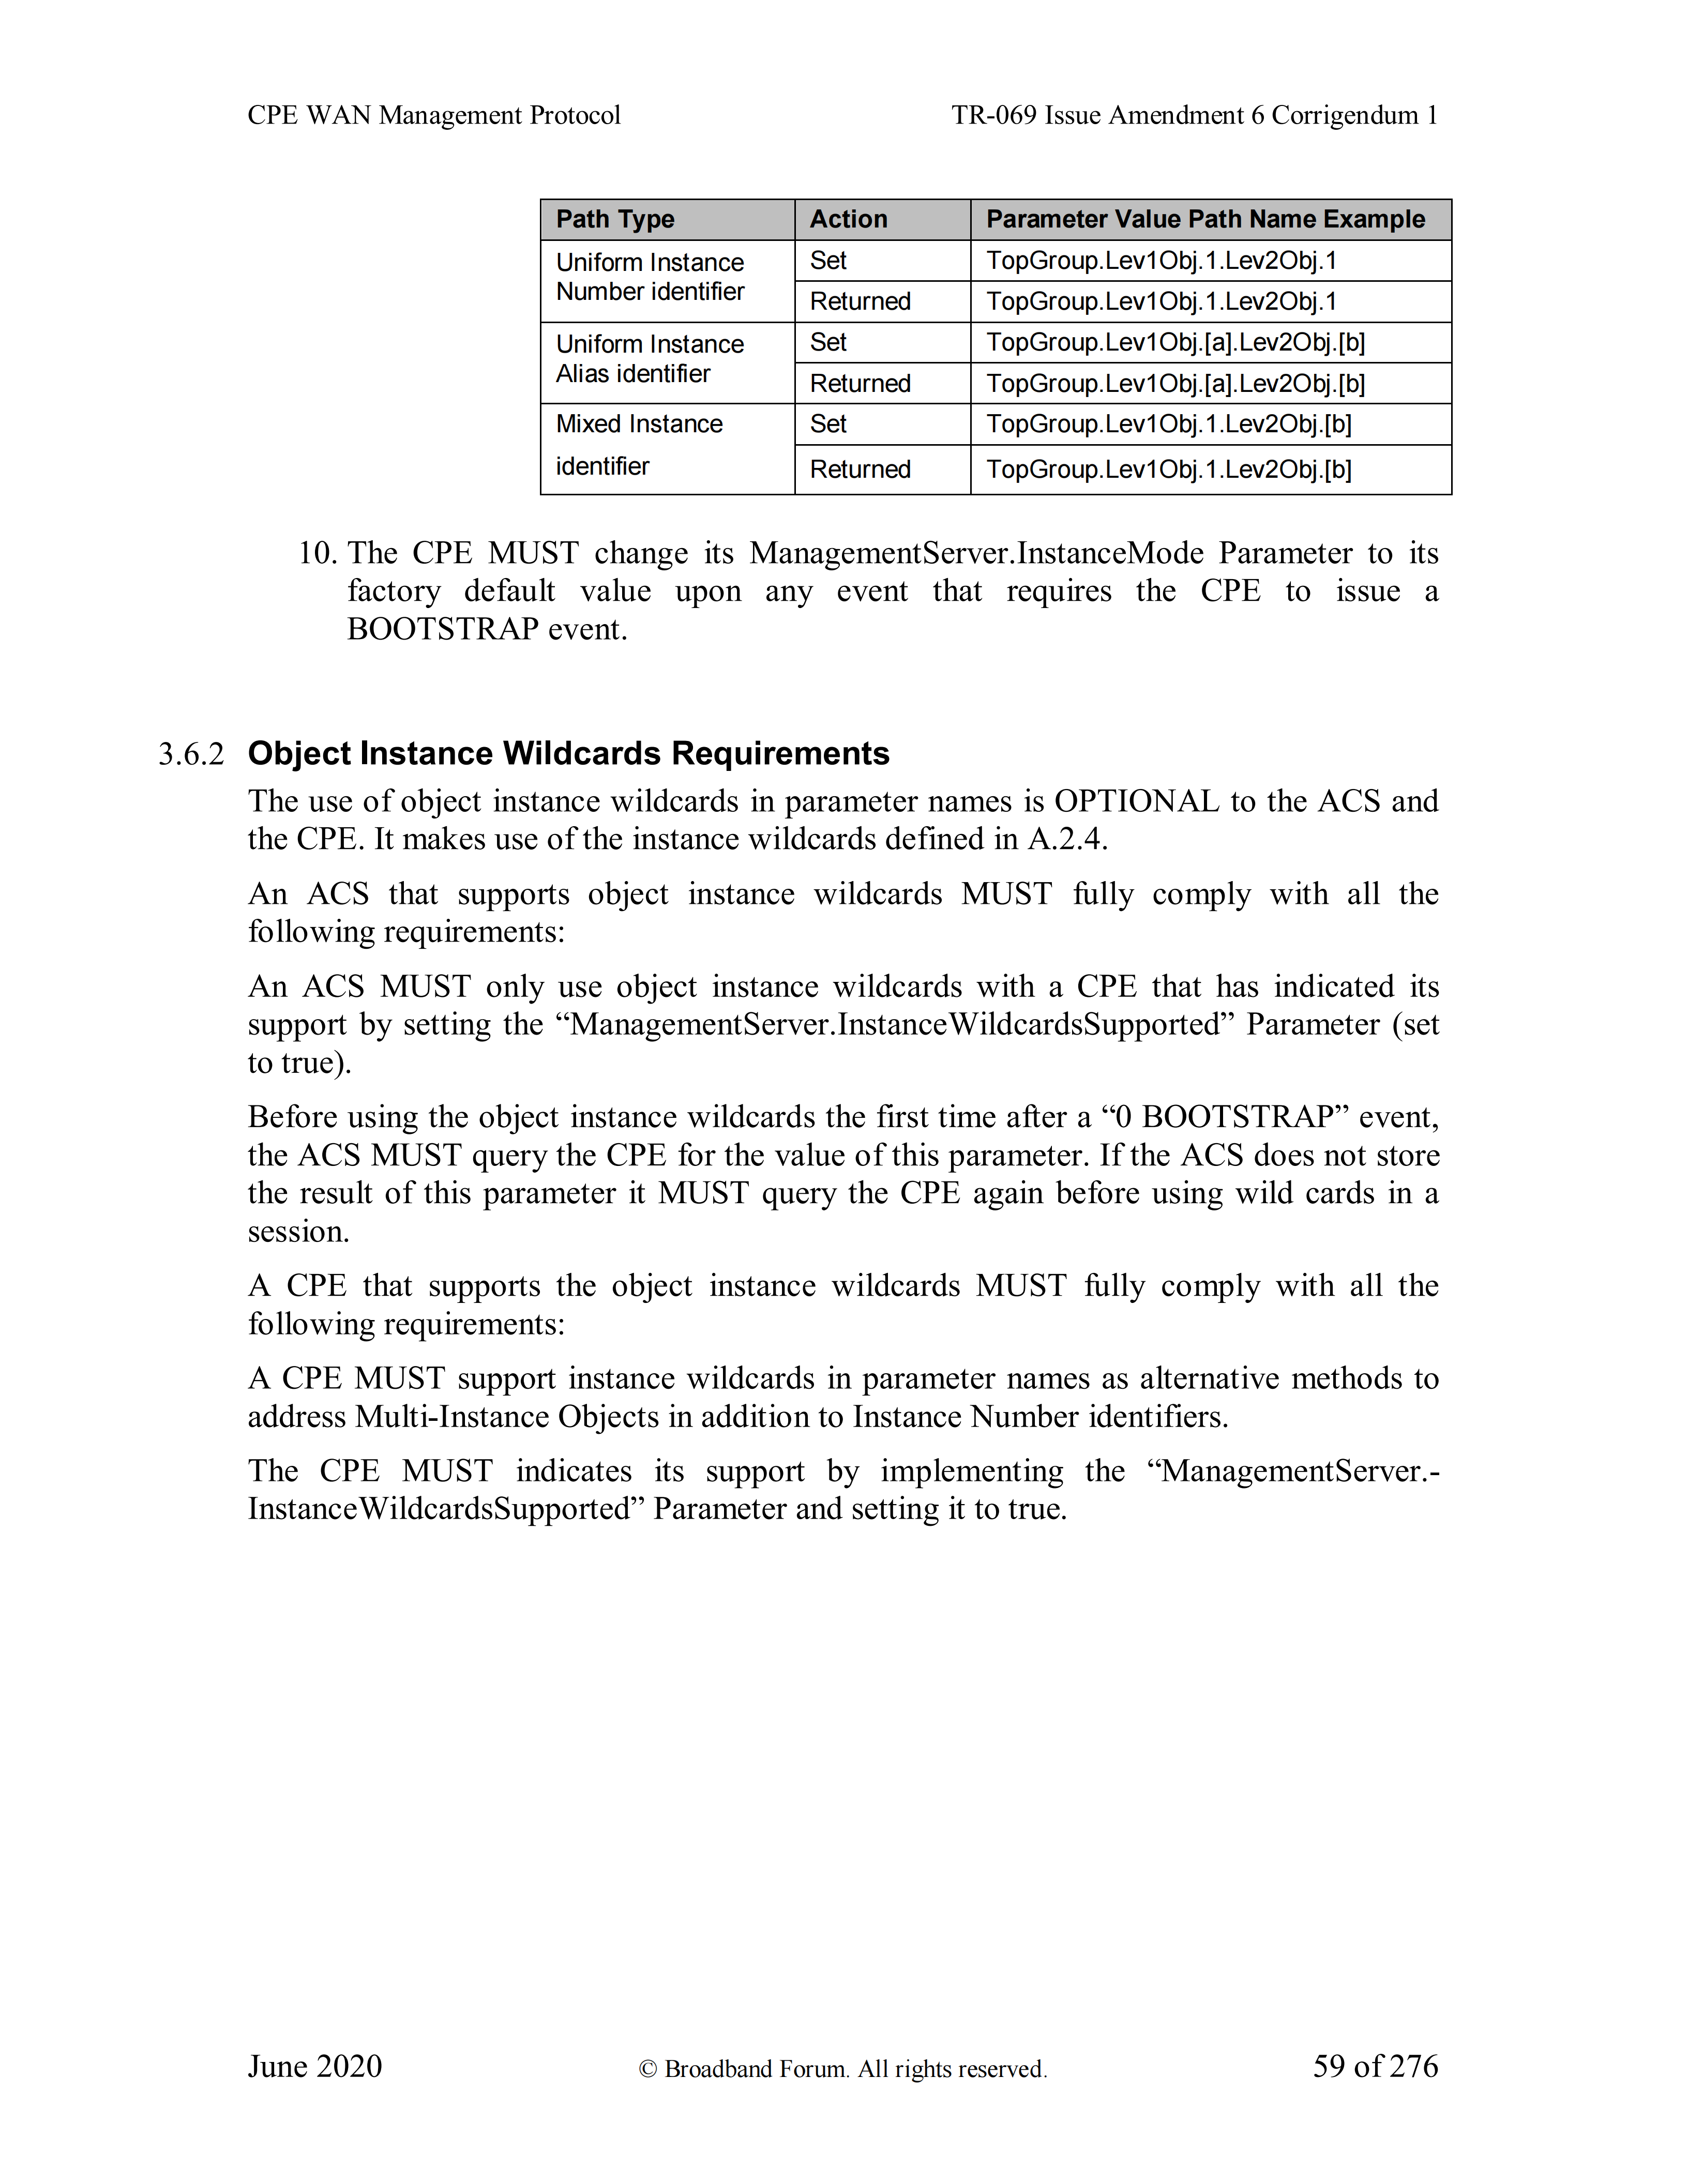 CPE WAN Management Protocol TR-069 Issue Amendment 6 Corrigendum 1
Path Type Action Parameter Value Path Name Example
Uniform Instance Number identifier Set TopGroup.Lev1Obj.1.Lev2Obj.1
Returned TopGroup.Lev1Obj.1.Lev2Obj.1
Uniform Instance Alias identifier Set TopGroup.Lev1Obj.[a].Lev2Obj.[b]
Returned TopGroup.Lev1Obj.[a].Lev2Obj.[b]
Mixed Instance identifier Set TopGroup.Lev1Obj.1.Lev2Obj.[b]
Returned TopGroup.Lev1Obj.1.Lev2Obj.[b]
10. The CPE MUST change its ManagementServer.InstanceMode Parameter to its
factory default value upon any event that requires the CPE to issue a
BOOTSTRAP event.
3.6.2 Object Instance Wildcards Requirements
The use of object instance wildcards in parameter names is OPTIONAL to the ACS and
the CPE. It makes use of the instance wildcards defined in A.2.4.
An ACS that supports object instance wildcards MUST fully comply with all the
following requirements:
An ACS MUST only use object instance wildcards with a CPE that has indicated its
support by setting the “ManagementServer.InstanceWildcardsSupported” Parameter (set
to true).
Before using the object instance wildcards the first time after a “0 BOOTSTRAP” event,
the ACS MUST query the CPE for the value of this parameter. If the ACS does not store
the result of this parameter it MUST query the CPE again before using wild cards in a
session.
A CPE that supports the object instance wildcards MUST fully comply with all the
following requirements:
A CPE MUST support instance wildcards in parameter names as alternative methods to
address Multi-Instance Objects in addition to Instance Number identifiers.
The CPE MUST indicates its support by implementing the “ManagementServer.-
InstanceWildcardsSupported” Parameter and setting it to true.
June 2020 © Broadband Forum. All rights reserved. 59 of 276